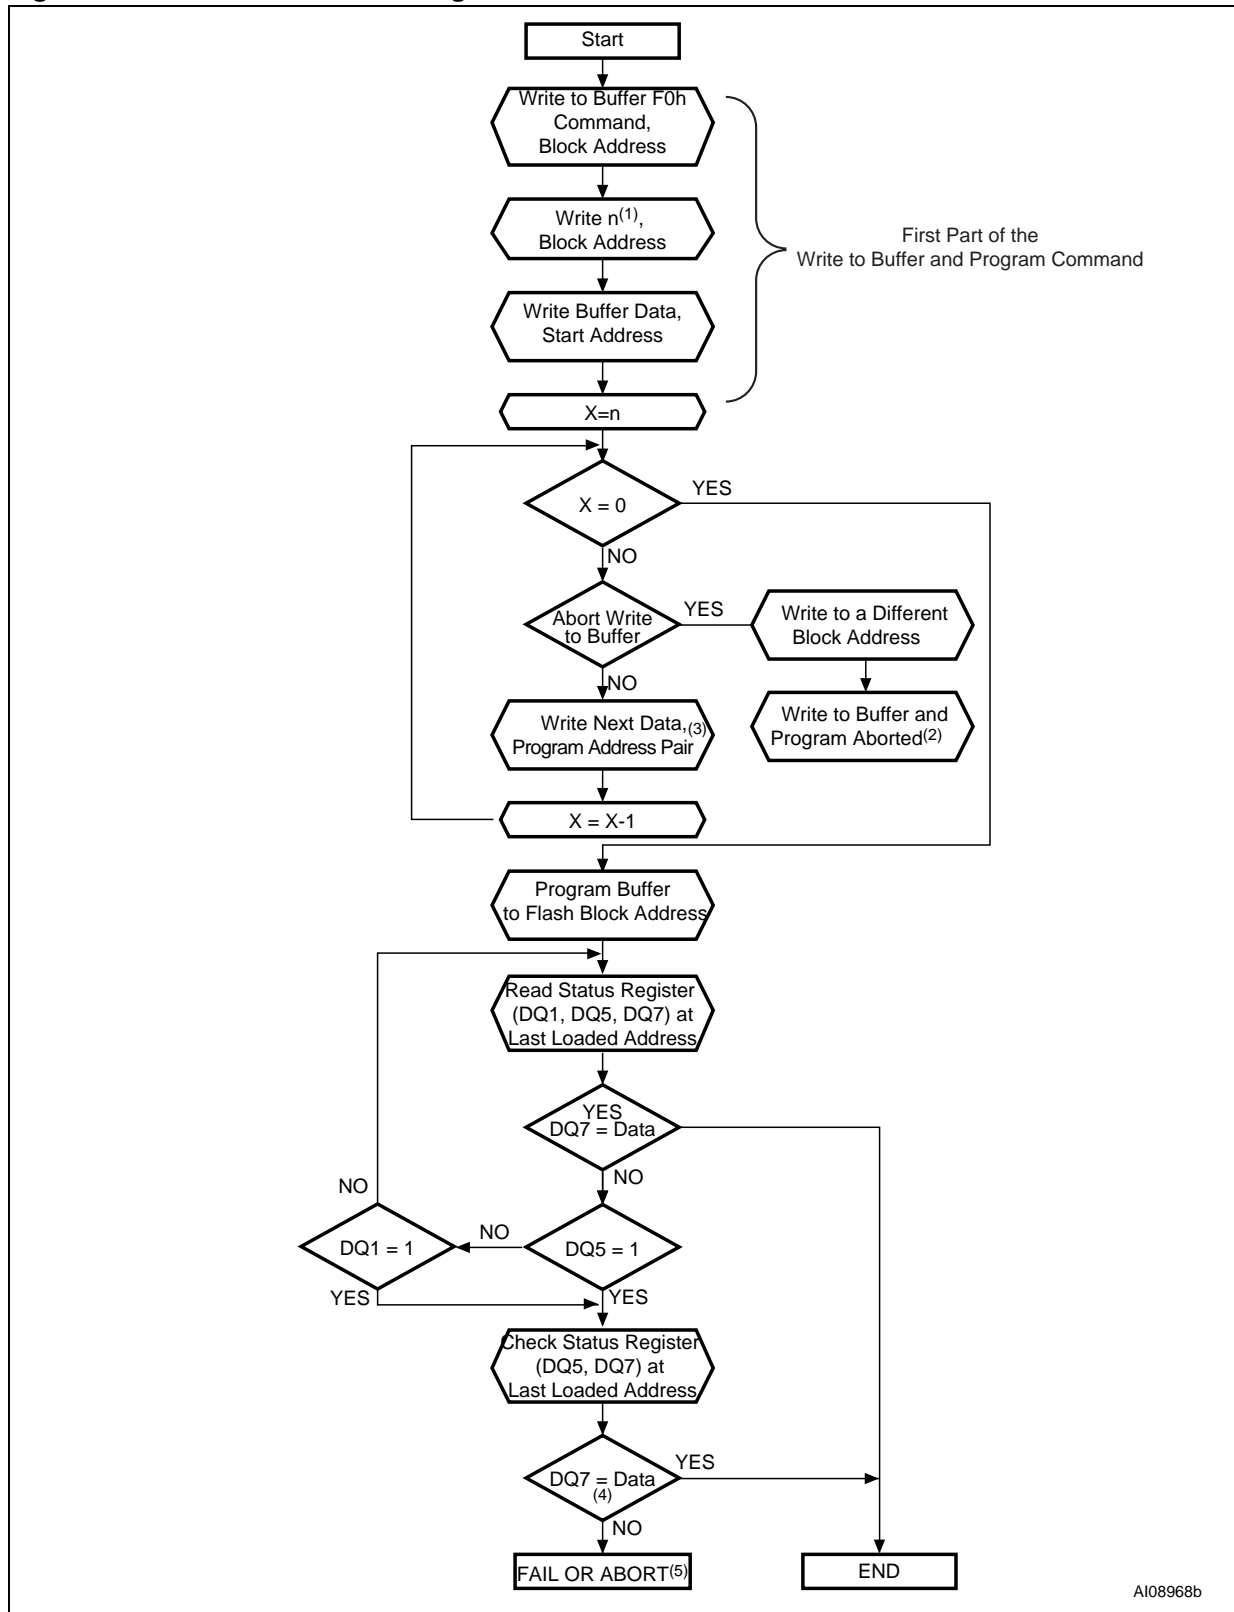 Start
Write to Buffer F0h
Command,
Block Address
Write n(1),
Block Address
First Part of the
Write to Buffer and Program Command
Write Buffer Data,
Start Address
X=n
X = 0
YES
NO
Abort Write
to Buffer
YES
Write to a Different
Block Address
NO
Write Next Data,(3)
Program Address Pair
Write to Buffer and
Program Aborted(2)
X = X-1
Program Buffer
to Flash Block Address
Read Status Register
(DQ1, DQ5, DQ7) at
Last Loaded Address
YES
DQ7 = Data
NO
NO
DQ1 = 1
NO
DQ5 = 1
YES
YES
Check Status Register
(DQ5, DQ7) at
Last Loaded Address
DQ7 = Data
(4)
YES
NO
FAIL OR ABORT(5)
END
AI08968b